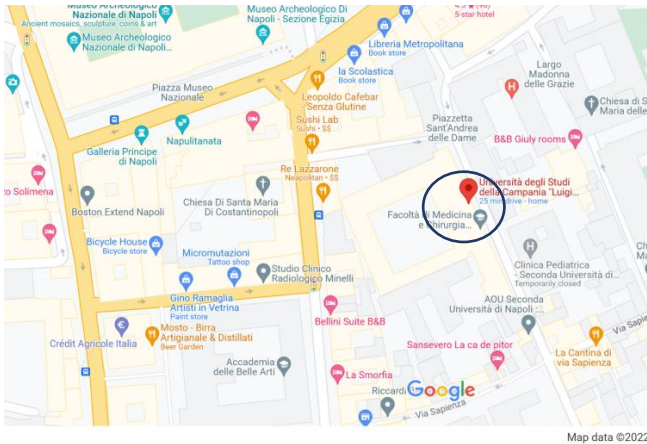 Museo Archeologico
Nazionale di Napoli
Ancient mosaics, sculpture, coins & art
Museo Archeologico
Nazionale di Napoli...
Museo Archeologico Di
Napoli - Sezione Egizia
5-star hotel
Libreria Metropolitana
Book store
la Scolastica
Book store
Largo
Madonna
delle Grazie
Chiesa di S
Maria delle
Piazza Museo
Nazionale
Leopoldo Cafebar
- Senza Glutine
Sushi Lab
Sushi • $$
Piazzetta
Sant'Andrea
delle Dame
B&B Giuly rooms
Napulitanata
Galleria Principe
di Napoli
Re Lazzarone
Neapolitan • $$
Università degli Studi
della Campania "Luigi...
25 min drive - home
co Solimena
Boston Extend Napoli
Chiesa Di Santa Maria
Di Costantinopoli
Facoltà di Medicina
e Chirurgia...
Bicycle House
Bicycle store
Micromutazioni
Tattoo shop
Studio Clinico
Radiologico Minelli
Clinica Pediatrica
- Seconda Università di...
Temporarily closed
Ch
Ma
Gino Ramaglia
Artisti in Vetrina
Paint store
AOU Seconda
Università di Napoli
Bellini Suite B&B
Via Sapie
Crédit Agricole Italia
Mosto - Birra
Artigianale & Distillati
Beer Garden
Sansevero La ca de pitor
La Cantina di
via Sapienza
Accademia
delle Belle Arti
La Smorfia
Riccardi
Google
Via Sapienza
Map data ©2022